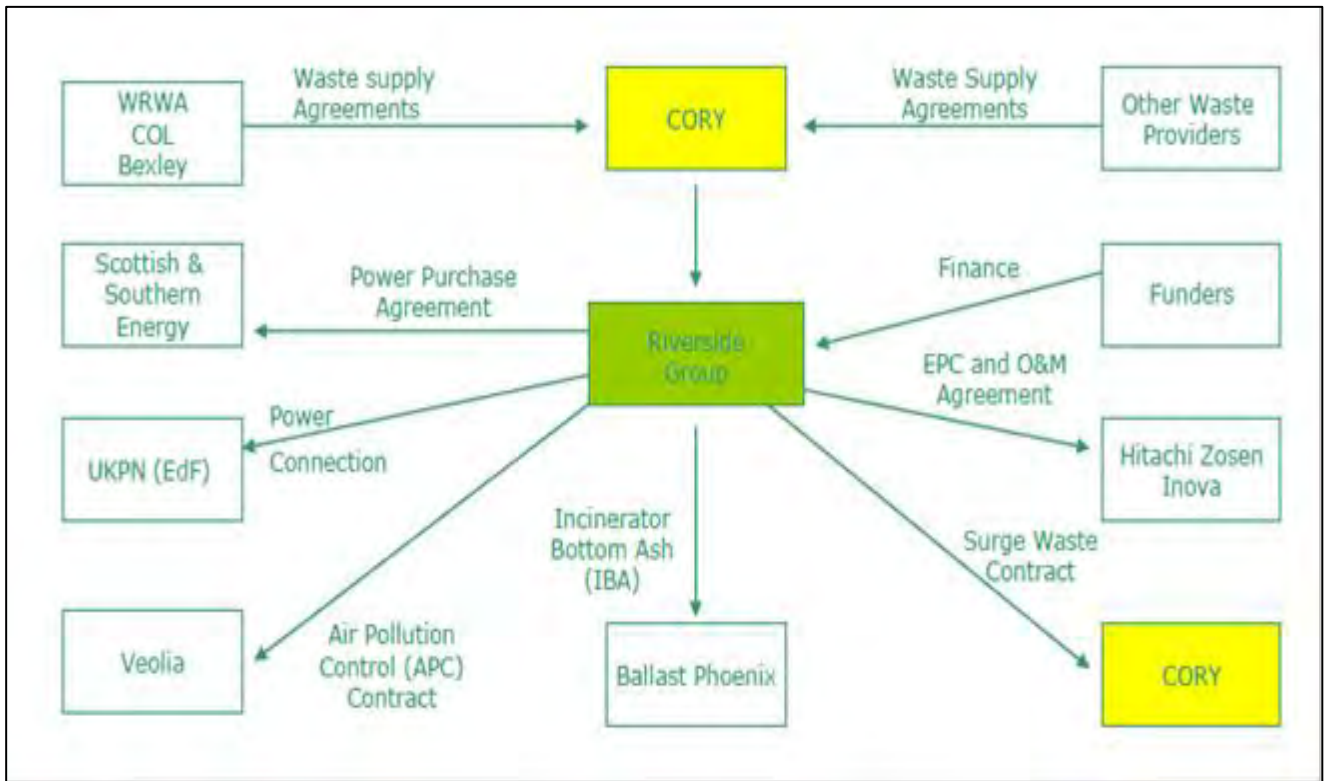 WRWA
COL
Bexley
Waste supply
Agreements
CORY
Waste Supply
Agreements
Other Waste
Providers
Scottish &
Southern
Energy
Power Purchase
Agreement
Riverside
Group
Finance
Funders
EPC and O&M
Agreement
Hitachi Zosen
Inova
UKPN (EdF)
Power
Connection
Incinerator
Bottom Ash
(IBA)
Surge Waste
Contract
Veolia
Air Pollution
Control (APC)
Contract
Ballast Phoenix
CORY